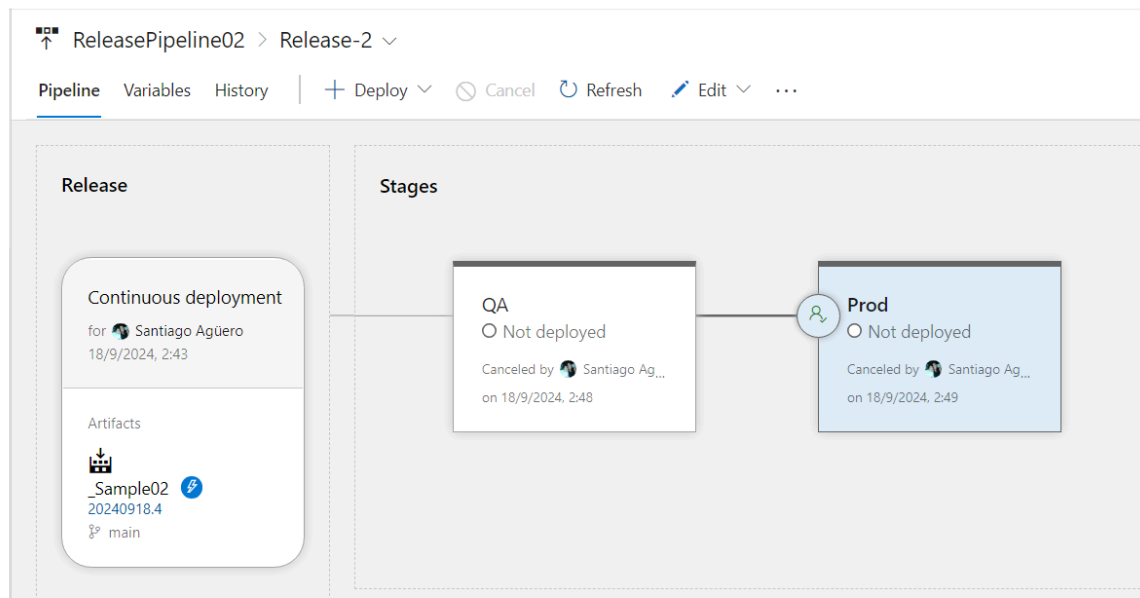 ReleasePipeline02 > Release-2
Pipeline Variables History + Deploy Cancel Refresh Edit ...
Release
Continuous deployment
for Santiago Agüero
18/9/2024, 2:43
Artifacts
_Sample02
20240918.4
main
Stages
QA
Not deployed
Canceled by Santiago Ag...
on 18/9/2024, 2:48
Prod
Not deployed
Canceled by Santiago Ag...
on 18/9/2024, 2:49